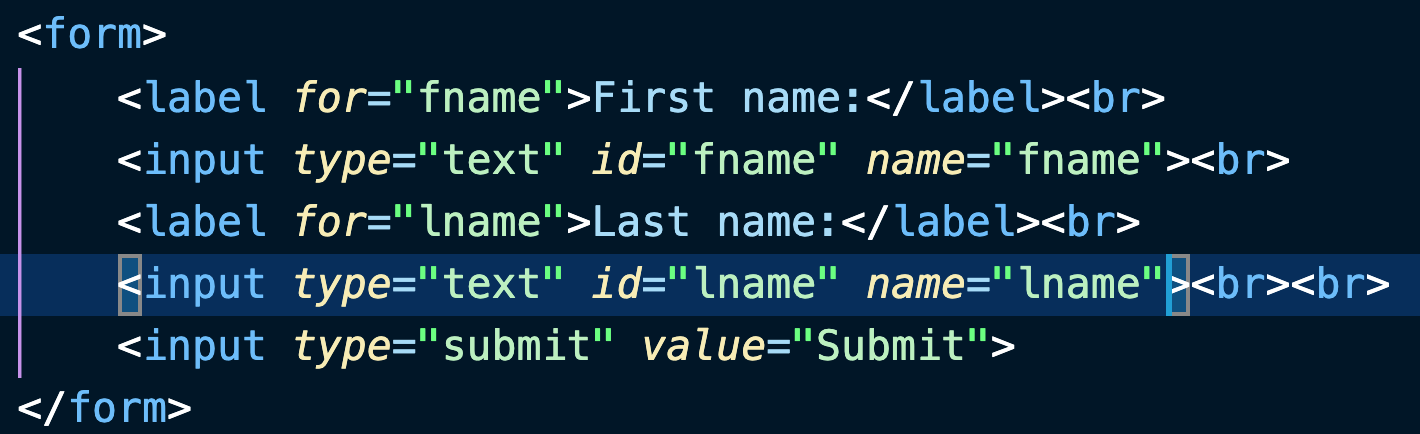 <form>
    <label for="fname">First name:</label><br>
    <input type="text" id="fname" name="fname"><br>
    <label for="lname">Last name:</label><br>
    <input type="text" id="lname" name="lname"><br><br>
    <input type="submit" value="Submit">
</form>